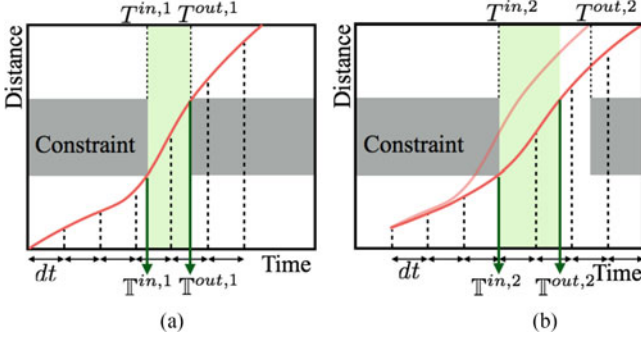 T^{in,1} T^{out,1}
Distance
Constraint
dt
Time
𝕋^{in,1} 𝕋^{out,1}
(a)
T^{in,2} T^{out,2}
Distance
Constraint
dt
Time
𝕋^{in,2} 𝕋^{out,2}
(b)